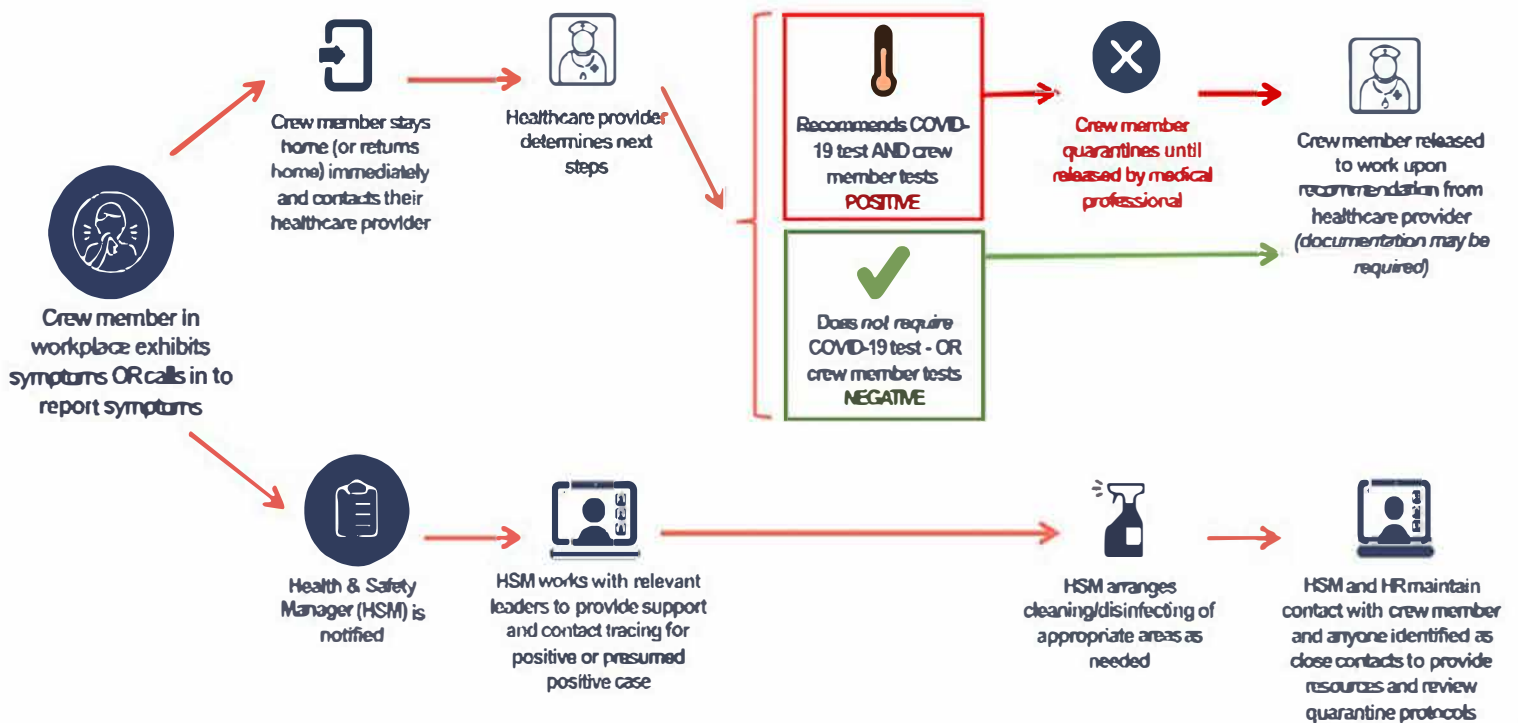 Crew member in
workplace exhibits
symptoms OR calls in to
report symptoms
Crew member stays
home (or returns
home) immediately
and contacts their
healthcare provider
Healthcare provider
determines next
steps
Recommends COVID-
19 test AND crew
member tests
POSITIVE
Crew member
quarantines until
released by medical
professional
Crew member released
to work upon
recommendation from
healthcare provider
(documentation may be
required)
Does not require
COVID-19 test - OR
crew member tests
NEGATIVE
Health & Safety
Manager (HSM) is
notified
HSM works with relevant
leaders to provide support
and contact tracing for
positive or presumed
positive case
HSM arranges
cleaning/disinfecting of
appropriate areas as
needed
HSM and HR maintain
contact with crew member
and anyone identified as
close contacts to provide
resources and review
quarantine protocols